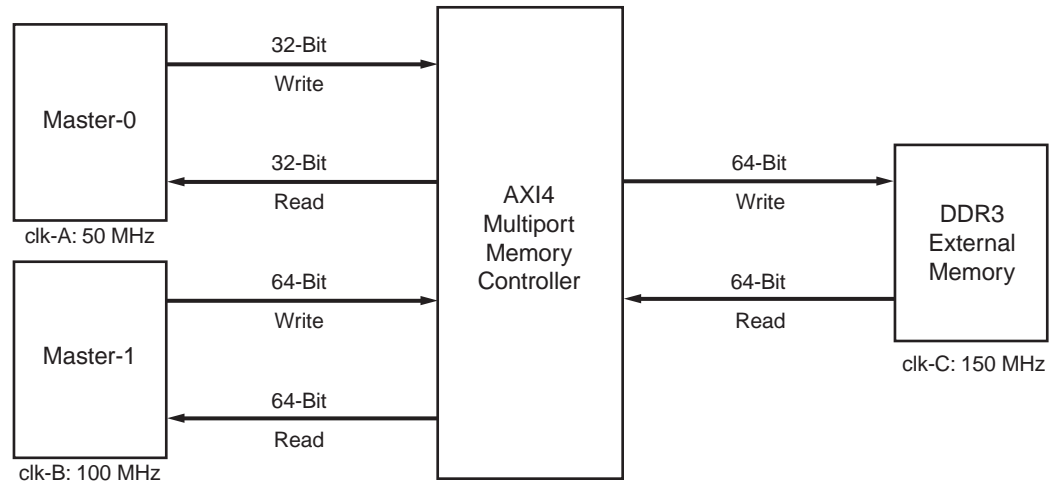 32-Bit
Write
Master-0
32-Bit
Read
clk-A: 50 MHz
64-Bit
Write
Master-1
64-Bit
Read
clk-B: 100 MHz
AXI4
Multiport
Memory
Controller
64-Bit
Write
64-Bit
Read
DDR3
External
Memory
clk-C: 150 MHz